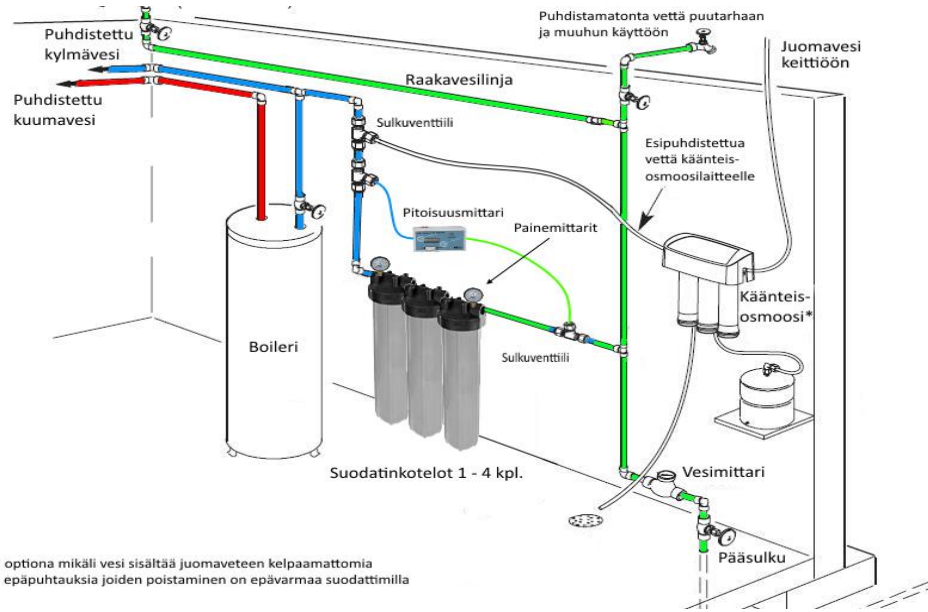 Puhdistettu
kylmävesi
Puhdistettu
kuumavesi
Raakavesilinja
Puhdistamatonta vettä puutarhaan
ja muuhun käyttöön
Juomavesi
keittiöön
Sulkuventtiili
Esipuhdistettua
vettä käänteis-
osmoosilaitteelle
Pitoisuusmittari
Painemittarit
Käänteis-
osmoosi*
Boileri
Sulkuventtiili
Suodatinkotelot 1 - 4 kpl.
Vesimittari
Pääsulku
optiona mikäli vesi sisältää juomaveteen kelpaamattomia
epäpuhtauksia joiden poistaminen on epävarmaa suodattimilla